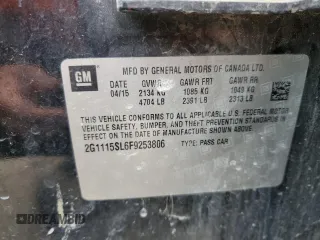 GM
MFD BY GENERAL MOTORS OF CANADA LTD.
DATE GVWR GAWR FRT GAWR RR
04/15 2134 KG 1085 KG 1049 KG
4704 LB 2391 LB 2313 LB
THIS VEHICLE CONFORMS TO ALL APPLICABLE U.S. FEDERAL MOTOR
VEHICLE SAFETY, BUMPER, AND THEFT PREVENTION STANDARDS IN
EFFECT ON THE DATE OF MANUFACTURE SHOWN ABOVE.
2G1115SL6F9253806 TYPE: PASS CAR
DREAMBID